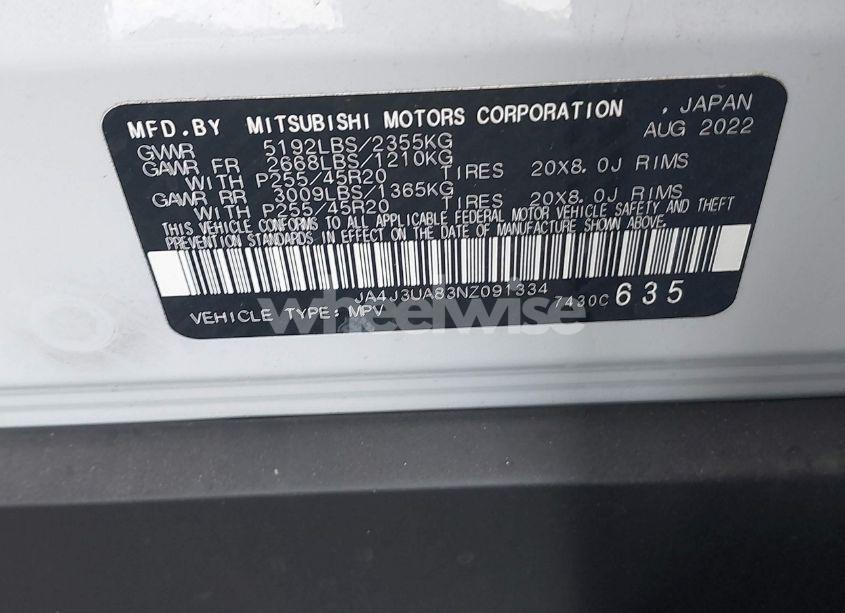 MFD.BY MITSUBISHI MOTORS CORPORATION , JAPAN
GVWR 5192LBS/2355KG AUG 2022
GAWR FR 2668LBS/1210KG
WITH P255/45R20 TIRES 20X8.0J RIMS
GAWR RR 3009LBS/1365KG
WITH P255/45R20 TIRES 20X8.0J RIMS
THIS VEHICLE CONFORMS TO ALL APPLICABLE FEDERAL MOTOR VEHICLE SAFETY AND THEFT
PREVENTION STANDARDS IN EFFECT ON THE DATE OF MANUFACTURE SHOWN ABOVE.
JA4J3UA83NZ091334
7430C 635
VEHICLE TYPE: MPV
wheelwise